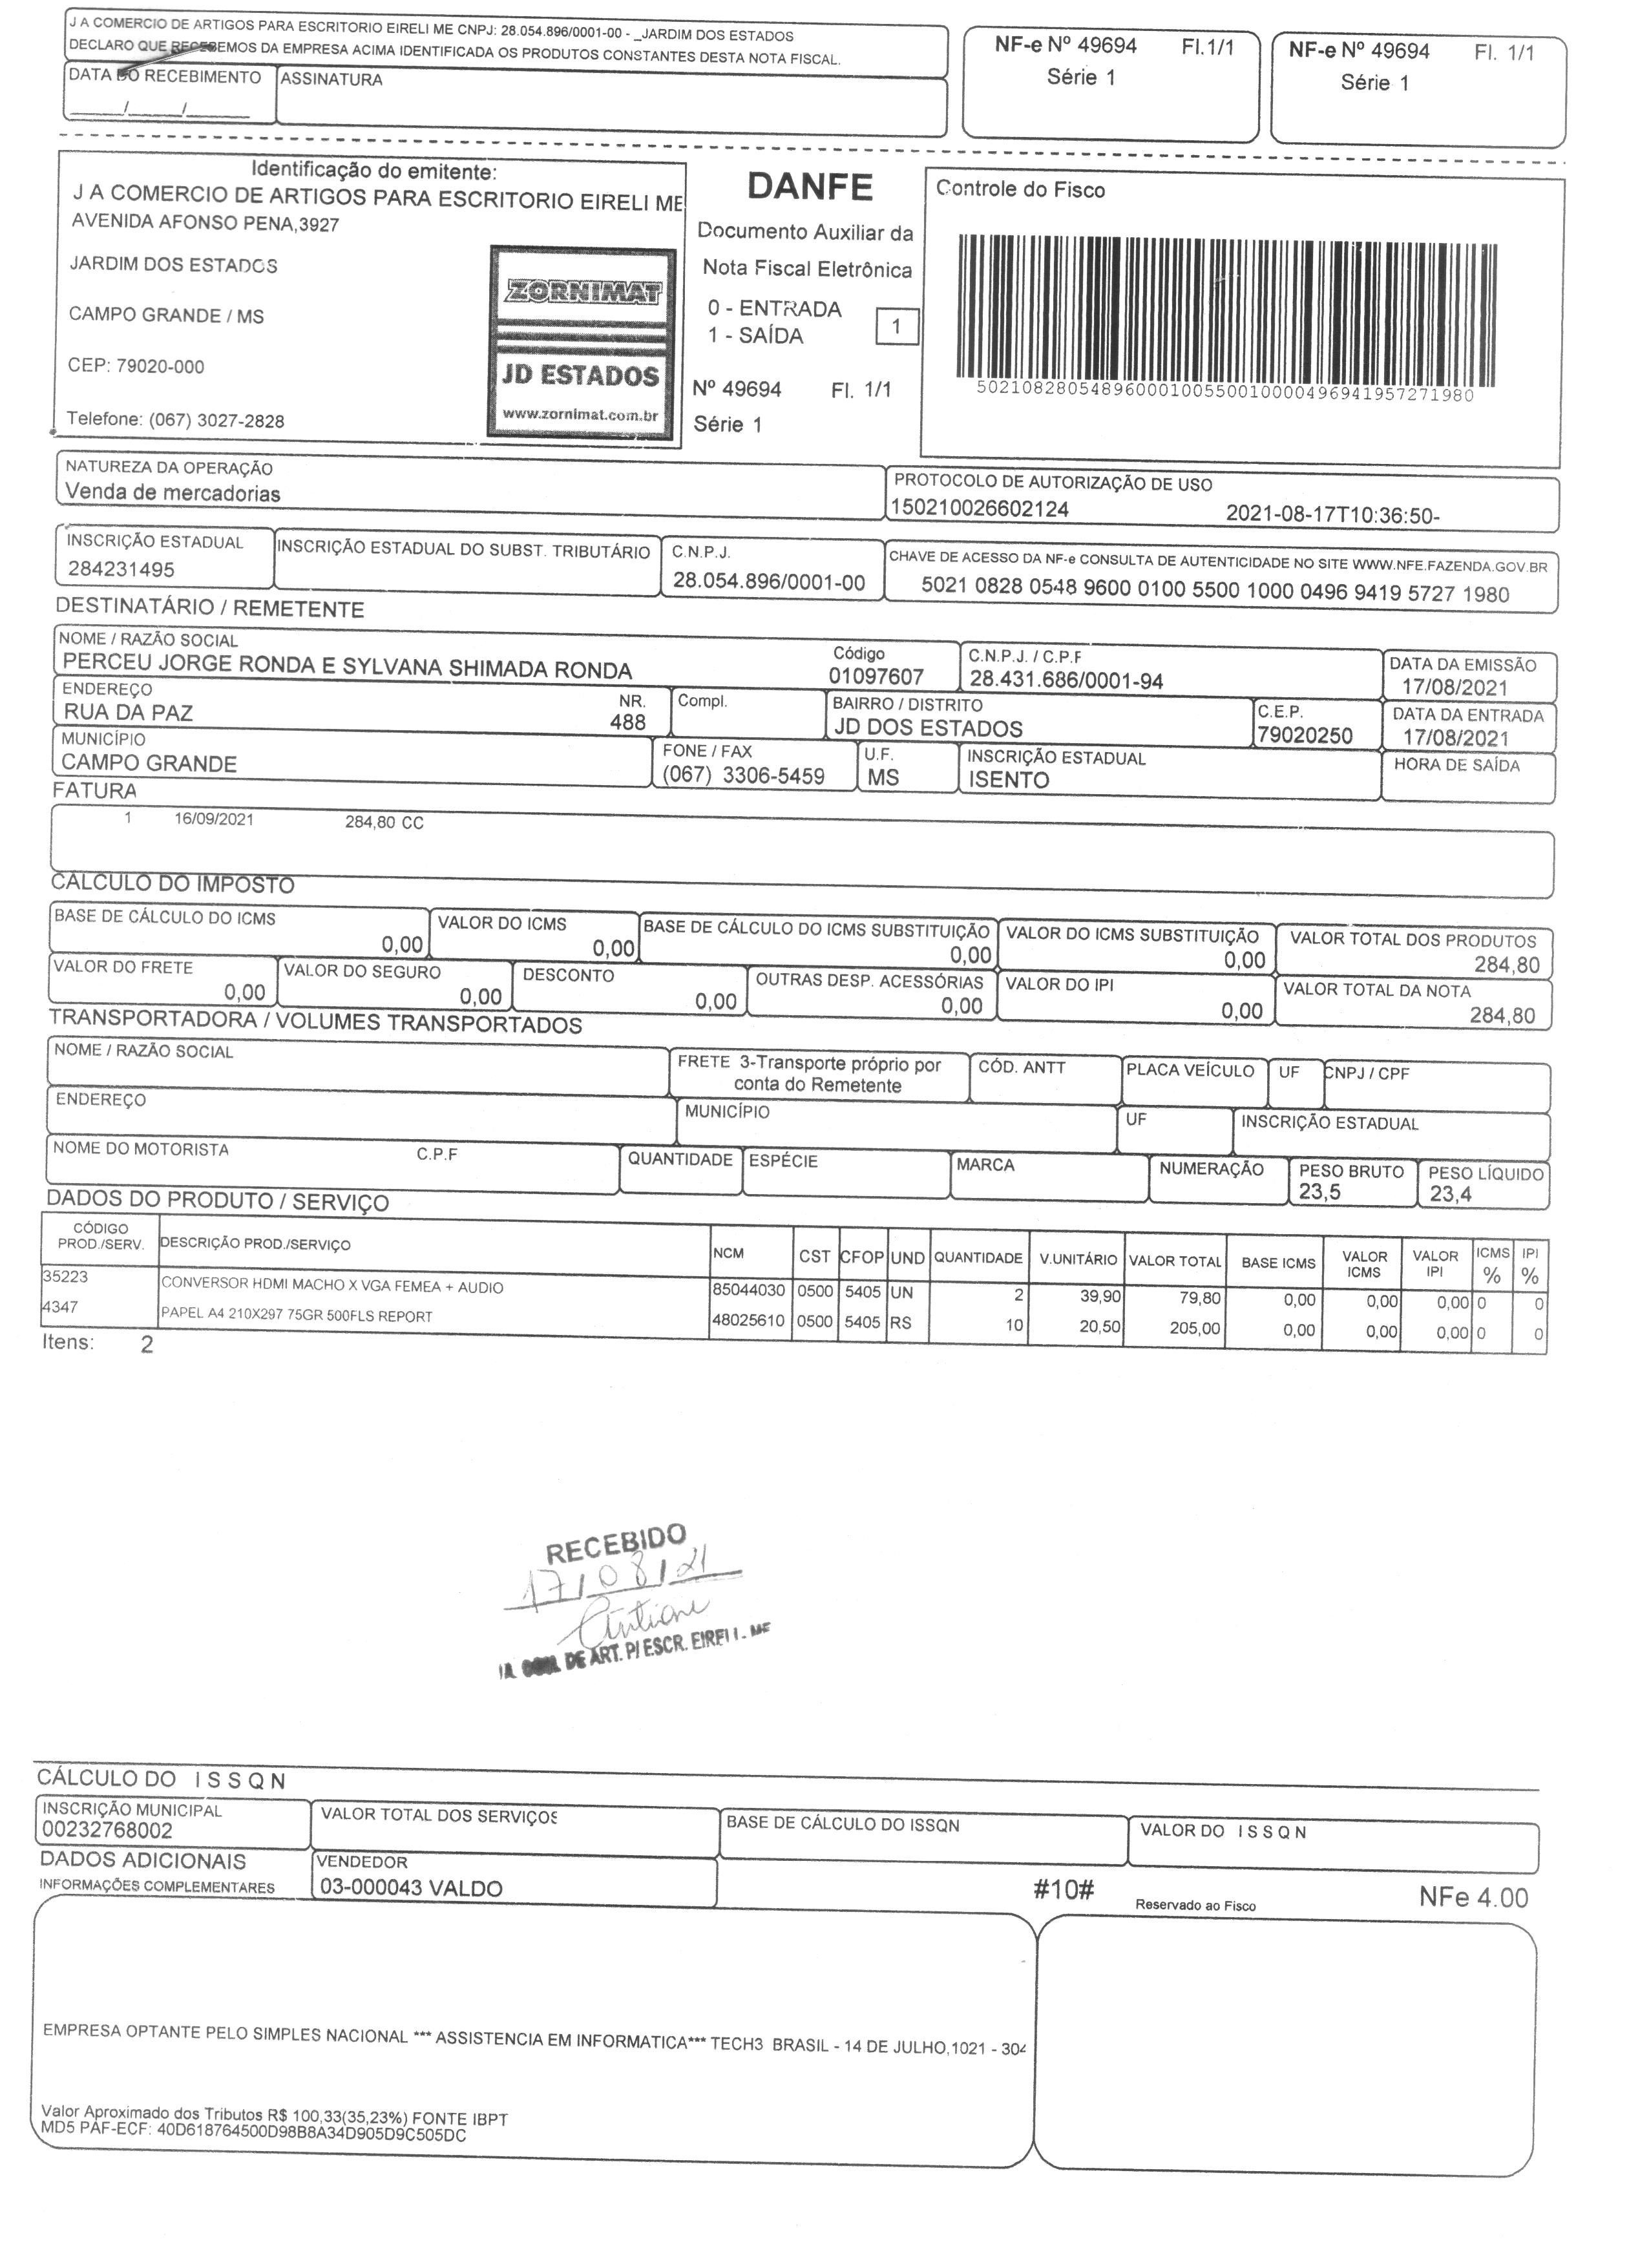 J A COMERCIO DE ARTIGOS PARA ESCRITORIO EIRELI ME CNPJ: 28.054.896/0001-00 - _JARDIM DOS ESTADOS
DECLARO QUE RECEBEMOS DA EMPRESA ACIMA IDENTIFICADA OS PRODUTOS CONSTANTES DESTA NOTA FISCAL.
DATA DO RECEBIMENTO ASSINATURA
____/____/____
NF-e Nº 49694 Fl.1/1
Série 1
NF-e Nº 49694 Fl. 1/1
Série 1
Identificação do emitente:
J A COMERCIO DE ARTIGOS PARA ESCRITORIO EIRELI ME
AVENIDA AFONSO PENA,3927
JARDIM DOS ESTADOS
CAMPO GRANDE / MS
CEP: 79020-000
Telefone: (067) 3027-2828
ZORNIMAT
JD ESTADOS
www.zornimat.com.br
DANFE
Documento Auxiliar da
Nota Fiscal Eletrônica
0 - ENTRADA
1 - SAÍDA
1
Nº 49694 Fl. 1/1
Série 1
Controle do Fisco
50210828054896000100550010000496941957271980
NATUREZA DA OPERAÇÃO
Venda de mercadorias
PROTOCOLO DE AUTORIZAÇÃO DE USO
150210026602124 2021-08-17T10:36:50-
INSCRIÇÃO ESTADUAL
284231495
INSCRIÇÃO ESTADUAL DO SUBST. TRIBUTÁRIO
C.N.P.J.
28.054.896/0001-00
CHAVE DE ACESSO DA NF-e CONSULTA DE AUTENTICIDADE NO SITE WWW.NFE.FAZENDA.GOV.BR
5021 0828 0548 9600 0100 5500 1000 0496 9419 5727 1980
DESTINATÁRIO / REMETENTE
NOME / RAZÃO SOCIAL
PERCEU JORGE RONDA E SYLVANA SHIMADA RONDA
Código
01097607
C.N.P.J. / C.P.F
28.431.686/0001-94
DATA DA EMISSÃO
17/08/2021
ENDEREÇO
RUA DA PAZ
NR.
488
Compl.
BAIRRO / DISTRITO
JD DOS ESTADOS
C.E.P.
79020250
DATA DA ENTRADA
17/08/2021
MUNICÍPIO
CAMPO GRANDE
FONE / FAX
(067) 3306-5459
U.F.
MS
INSCRIÇÃO ESTADUAL
ISENTO
HORA DE SAÍDA
FATURA
1 16/09/2021 284,80 CC
CÁLCULO DO IMPOSTO
BASE DE CÁLCULO DO ICMS
0,00
VALOR DO ICMS
0,00
BASE DE CÁLCULO DO ICMS SUBSTITUIÇÃO
0,00
VALOR DO ICMS SUBSTITUIÇÃO
0,00
VALOR TOTAL DOS PRODUTOS
284,80
VALOR DO FRETE
0,00
VALOR DO SEGURO
0,00
DESCONTO
0,00
OUTRAS DESP. ACESSÓRIAS
0,00
VALOR DO IPI
0,00
VALOR TOTAL DA NOTA
284,80
TRANSPORTADORA / VOLUMES TRANSPORTADOS
NOME / RAZÃO SOCIAL
FRETE 3-Transporte próprio por
conta do Remetente
CÓD. ANTT
PLACA VEÍCULO
UF
CNPJ / CPF
ENDEREÇO
MUNICÍPIO
UF
INSCRIÇÃO ESTADUAL
NOME DO MOTORISTA C.P.F
QUANTIDADE
ESPÉCIE
MARCA
NUMERAÇÃO
PESO BRUTO
23,5
PESO LÍQUIDO
23,4
DADOS DO PRODUTO / SERVIÇO
CÓDIGO PROD./SERV. DESCRIÇÃO PROD./SERVIÇO NCM CST CFOP UND QUANTIDADE V.UNITÁRIO VALOR TOTAL BASE ICMS VALOR ICMS VALOR IPI ICMS % IPI %
35223 CONVERSOR HDMI MACHO X VGA FEMEA + AUDIO 85044030 0500 5405 UN 2 39,90 79,80 0,00 0,00 0,00 0 0
4347 PAPEL A4 210X297 75GR 500FLS REPORT 48025610 0500 5405 RS 10 20,50 205,00 0,00 0,00 0,00 0 0
Itens: 2
RECEBIDO
17/08/21
DE ART. P/ ESCR. EIRELI - ME
CÁLCULO DO I S S Q N
INSCRIÇÃO MUNICIPAL
00232768002
VALOR TOTAL DOS SERVIÇOS
BASE DE CÁLCULO DO ISSQN
VALOR DO I S S Q N
DADOS ADICIONAIS
INFORMAÇÕES COMPLEMENTARES
VENDEDOR
03-000043 VALDO
#10#
Reservado ao Fisco
NFe 4.00
EMPRESA OPTANTE PELO SIMPLES NACIONAL *** ASSISTENCIA EM INFORMATICA*** TECH3 BRASIL - 14 DE JULHO,1021 - 304
Valor Aproximado dos Tributos R$ 100,33(35,23%) FONTE IBPT
MD5 PAF-ECF: 40D618764500D98B8A34D905D9C505DC